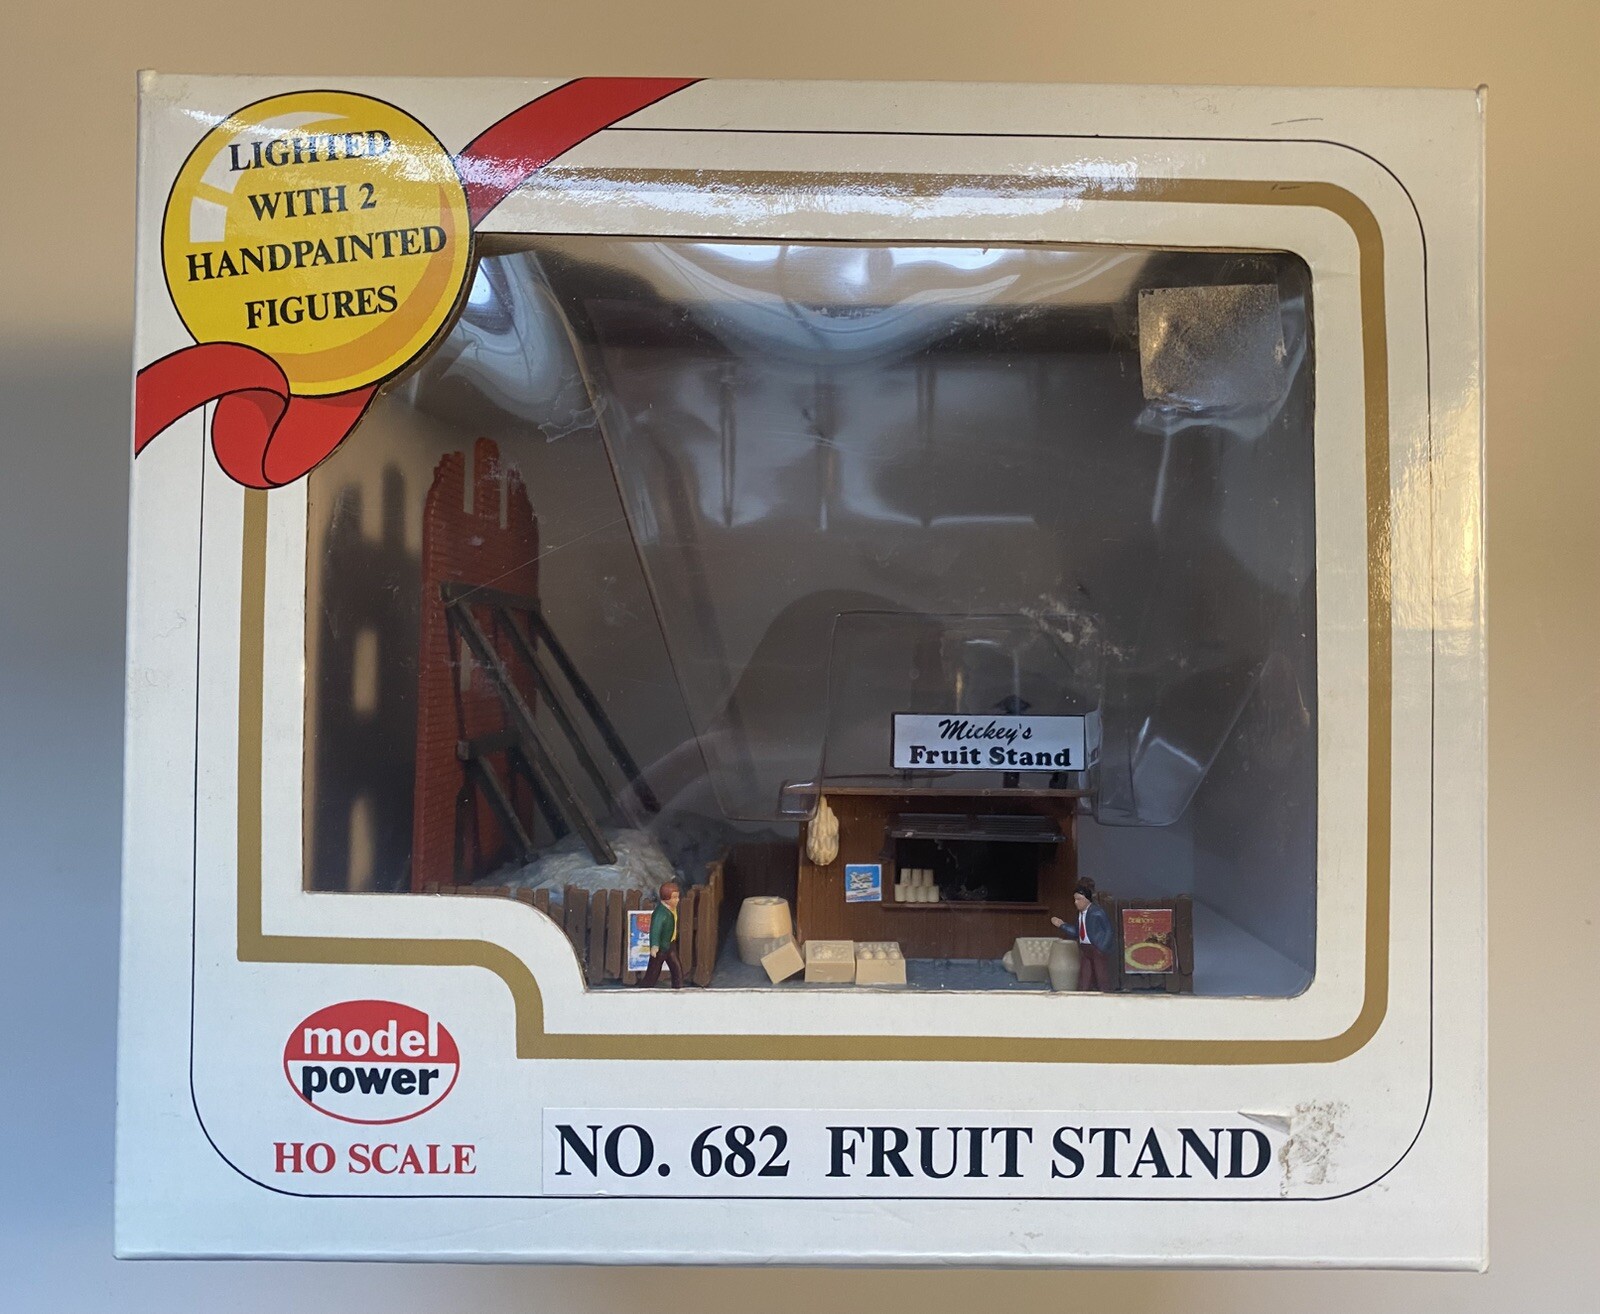 LIGHTED
WITH 2
HANDPAINTED
FIGURES
Mickey's
Fruit Stand
model
power
HO SCALE
NO. 682 FRUIT STAND